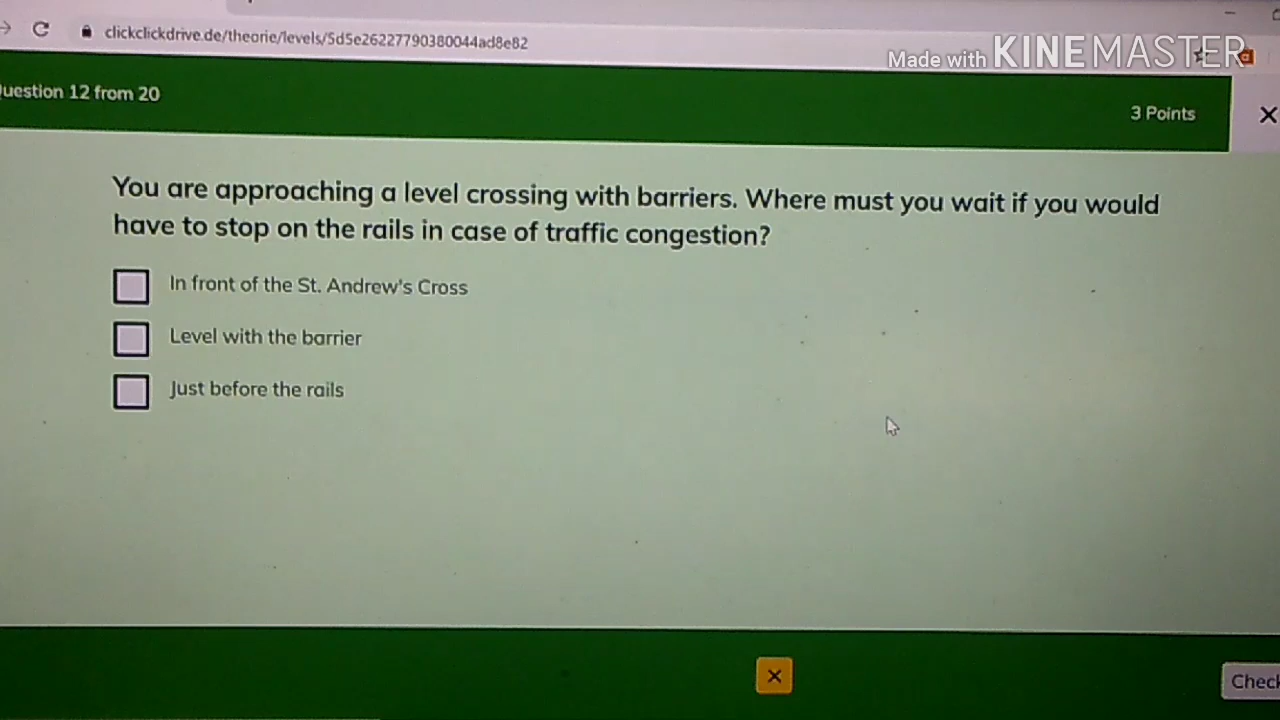 clickclickdrive.de/theorie/levels/5d5e26227790380044ad8e82
Made with KINEMASTER
uestion 12 from 20
3 Points
You are approaching a level crossing with barriers. Where must you wait if you would
have to stop on the rails in case of traffic congestion?
In front of the St. Andrew's Cross
Level with the barrier
Just before the rails
Check